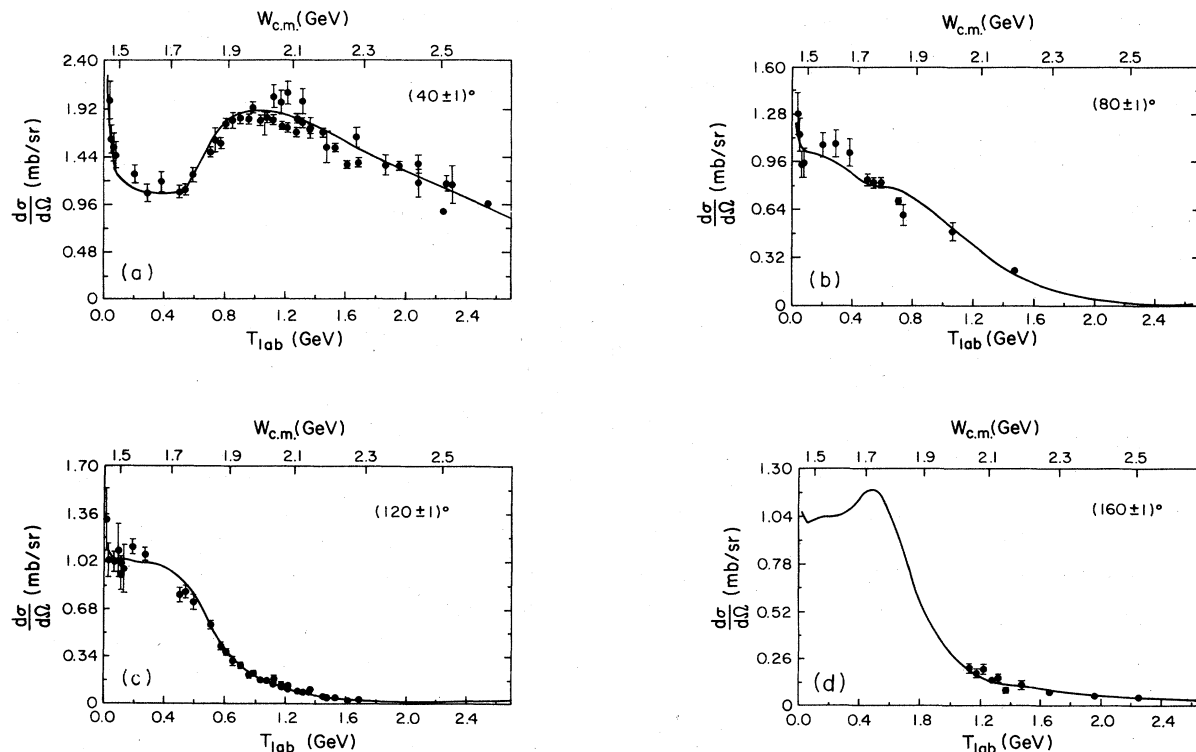 W_c.m.(GeV)
1.5 1.7 1.9 2.1 2.3 2.5
2.40
1.92
1.44
0.96
0.48
0
dσ/dΩ (mb/sr)
(40±1)°
(a)
0.0 0.4 0.8 1.2 1.6 2.0 2.4
T_lab (GeV)
W_c.m.(GeV)
1.5 1.7 1.9 2.1 2.3 2.5
1.60
1.28
0.96
0.64
0.32
0
dσ/dΩ (mb/sr)
(80±1)°
(b)
0.0 0.4 0.8 1.2 1.6 2.0 2.4
T_lab (GeV)
W_c.m.(GeV)
1.5 1.7 1.9 2.1 2.3 2.5
1.70
1.36
1.02
0.68
0.34
0
dσ/dΩ (mb/sr)
(120±1)°
(c)
0.0 0.6 0.8 1.2 1.6 2.0 2.4
T_lab (GeV)
W_c.m.(GeV)
1.5 1.7 1.9 2.1 2.3 2.5
1.30
1.04
0.78
0.52
0.26
0
dσ/dΩ (mb/sr)
(160±1)°
(d)
0.0 0.4 0.8 1.2 1.6 2.0 2.4
T_lab (GeV)